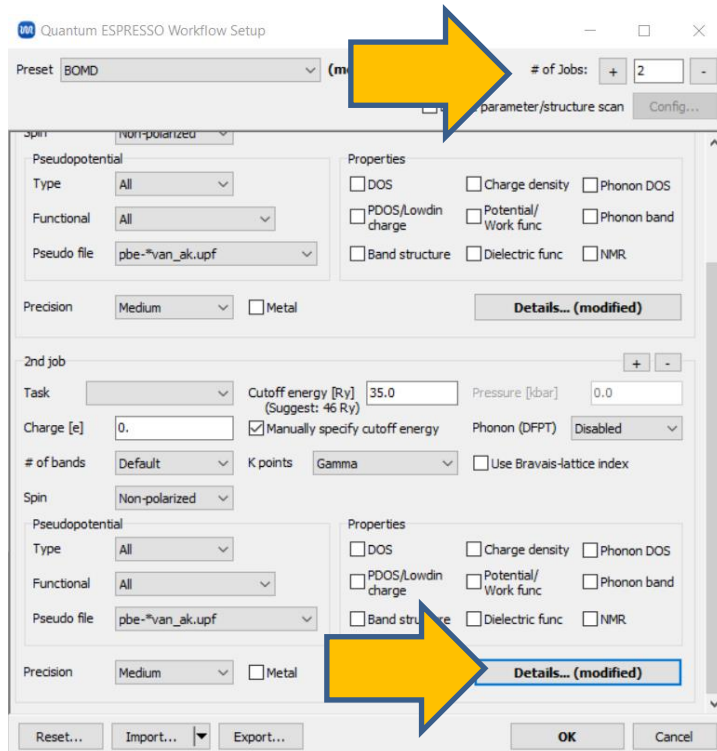 Quantum ESPRESSO Workflow Setup
Preset BOMD # of Jobs: + 2 -
parameter/structure scan Config...
Spin Non-polarized
Pseudopotential Properties
Type All DOS Charge density Phonon DOS
Functional All PDOS/Lowdin charge Potential/ Work func Phonon band
Pseudo file pbe-*van_ak.upf Band structure Dielectric func NMR
Precision Medium Metal Details... (modified)
2nd job + -
Task Cutoff energy [Ry] 35.0 Pressure [kbar] 0.0
(Suggest: 46 Ry)
Charge [e] 0. Manually specify cutoff energy Phonon (DFPT) Disabled
# of bands Default K points Gamma Use Bravais-lattice index
Spin Non-polarized
Pseudopotential Properties
Type All DOS Charge density Phonon DOS
Functional All PDOS/Lowdin charge Potential/ Work func Phonon band
Pseudo file pbe-*van_ak.upf Band structure Dielectric func NMR
Precision Medium Metal Details... (modified)
Reset... Import... Export... OK Cancel